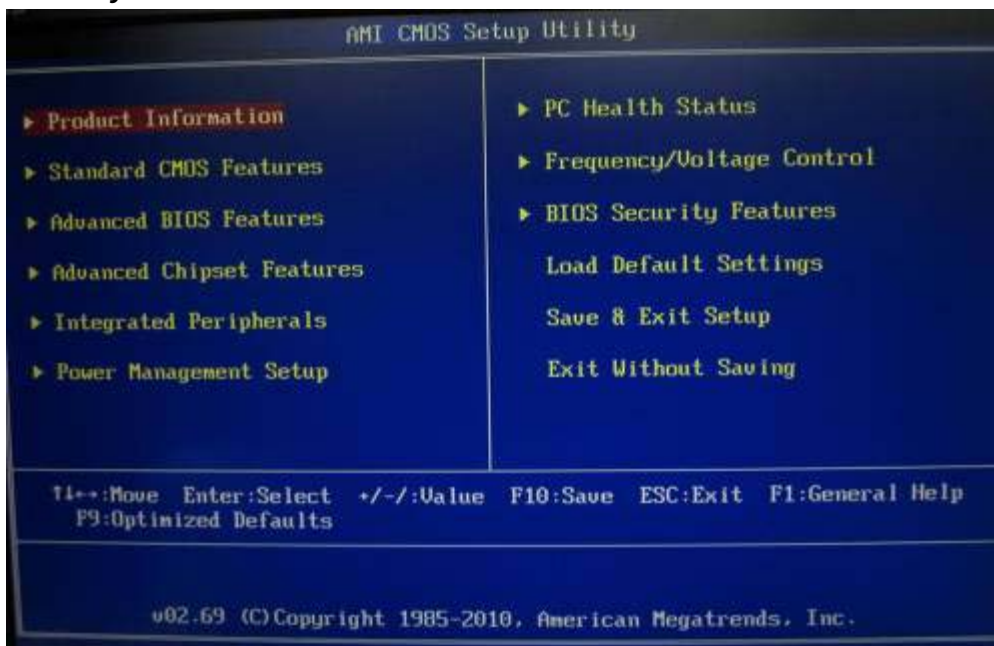 AMI CMOS Setup Utility
► Product Information
► Standard CMOS Features
► Advanced BIOS Features
► Advanced Chipset Features
► Integrated Peripherals
► Power Management Setup
► PC Health Status
► Frequency/Voltage Control
► BIOS Security Features
Load Default Settings
Save & Exit Setup
Exit Without Saving
↑↓←→:Move Enter:Select +/-/:Value F10:Save ESC:Exit F1:General Help
F9:Optimized Defaults
v02.69 (C)Copyright 1985-2010, American Megatrends, Inc.